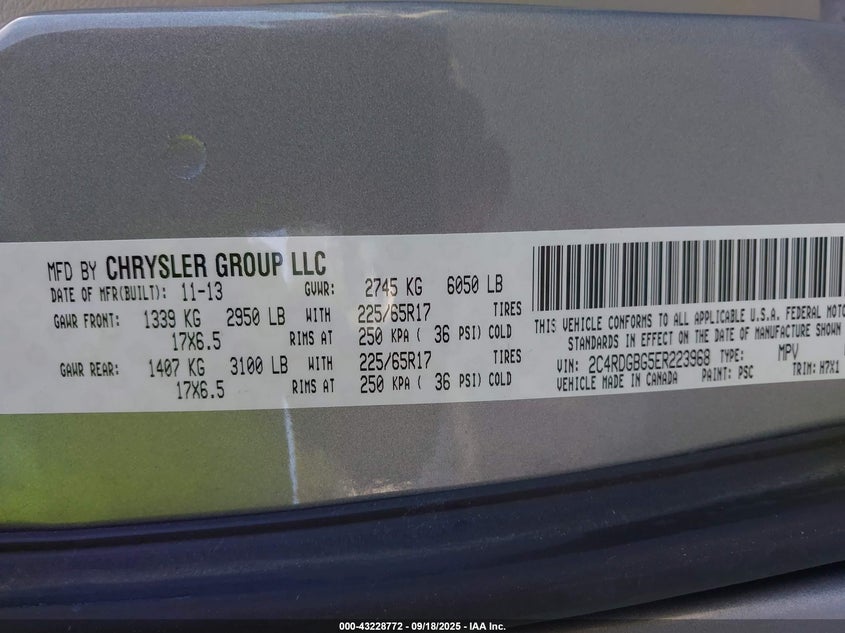 MFD BY CHRYSLER GROUP LLC
DATE OF MFR(BUILT): 11-13 GVWR: 2745 KG 6050 LB
GAWR FRONT: 1339 KG 2950 LB WITH 225/65R17 TIRES
17X6.5 RIMS AT 250 KPA ( 36 PSI) COLD
GAWR REAR: 1407 KG 3100 LB WITH 225/65R17 TIRES
17X6.5 RIMS AT 250 KPA ( 36 PSI) COLD
THIS VEHICLE CONFORMS TO ALL APPLICABLE U.S.A. FEDERAL MOTO
STANDARDS IN EFFECT ON THE DATE OF MANUFACTURE SHOWN
VIN: 2C4RDGBG5ER223968 TYPE: MPV
VEHICLE MADE IN CANADA PAINT: PSC TRIM: H7X1
000-43228772 - 09/18/2025 - IAA Inc.